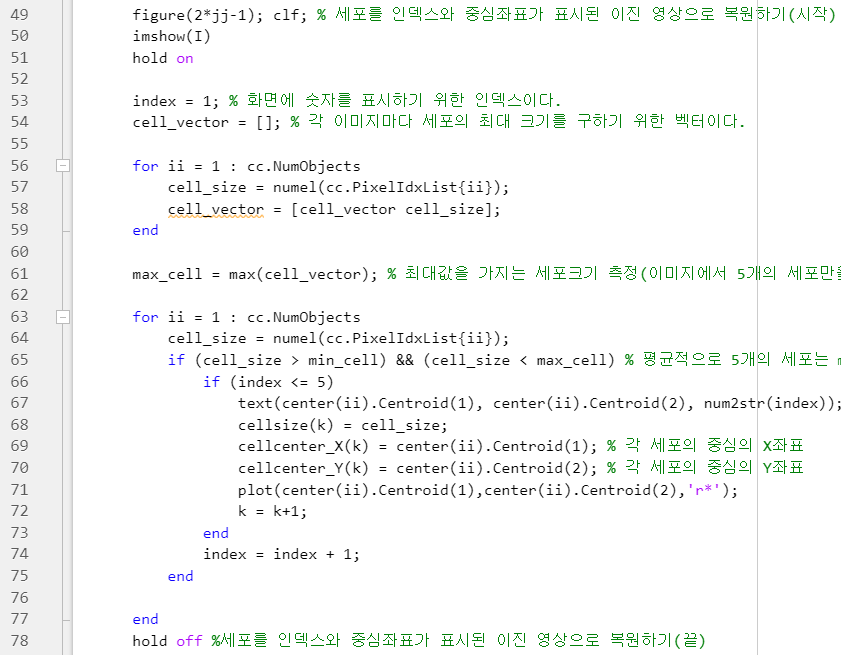 49 figure(2*jj-1); clf; % 세포를 인덱스와 중심좌표가 표시된 이진 영상으로 복원하기(시작)
50 imshow(I)
51 hold on
52
53 index = 1; % 화면에 숫자를 표시하기 위한 인덱스이다.
54 cell_vector = []; % 각 이미지마다 세포의 최대 크기를 구하기 위한 벡터이다.
55
56 for ii = 1 : cc.NumObjects
57 cell_size = numel(cc.PixelIdxList{ii});
58 cell_vector = [cell_vector cell_size];
59 end
60
61 max_cell = max(cell_vector); % 최대값을 가지는 세포크기 측정(이미지에서 5개의 세포만
62
63 for ii = 1 : cc.NumObjects
64 cell_size = numel(cc.PixelIdxList{ii});
65 if (cell_size > min_cell) && (cell_size < max_cell) % 평균적으로 5개의 세포는
66 if (index <= 5)
67 text(center(ii).Centroid(1), center(ii).Centroid(2), num2str(index));
68 cellsize(k) = cell_size;
69 cellcenter_X(k) = center(ii).Centroid(1); % 각 세포의 중심의 X좌표
70 cellcenter_Y(k) = center(ii).Centroid(2); % 각 세포의 중심의 Y좌표
71 plot(center(ii).Centroid(1),center(ii).Centroid(2),'r*');
72 k = k+1;
73 end
74 index = index + 1;
75 end
76
77 end
78 hold off %세포를 인덱스와 중심좌표가 표시된 이진 영상으로 복원하기(끝)